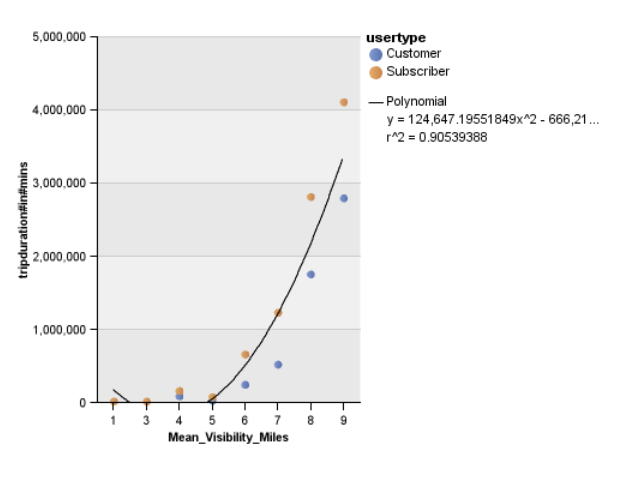 usertype
Customer
Subscriber
Polynomial
y = 124,647.19551849x^2 - 666,21...
r^2 = 0.90539388
5,000,000
4,000,000
3,000,000
2,000,000
1,000,000
0
tripduration#in#mins
1 3 4 5 6 7 8 9
Mean_Visibility_Miles